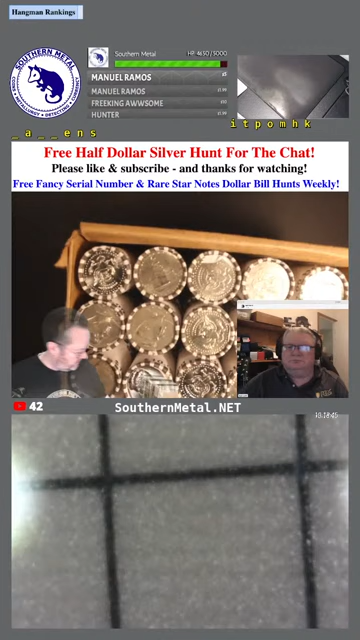 Hangman Rankings
SOUTHERN METAL
Southern Metal HP: 4650/5000
MANUEL RAMOS
MANUEL RAMOS
FREEKING AWWSOME
HUNTER
_ a _ _ e n s
i t p o m h k
Free Half Dollar Silver Hunt For The Chat!
Please like & subscribe - and thanks for watching!
Free Fancy Serial Number & Rare Star Notes Dollar Bill Hunts Weekly!
42 SouthernMetal.NET